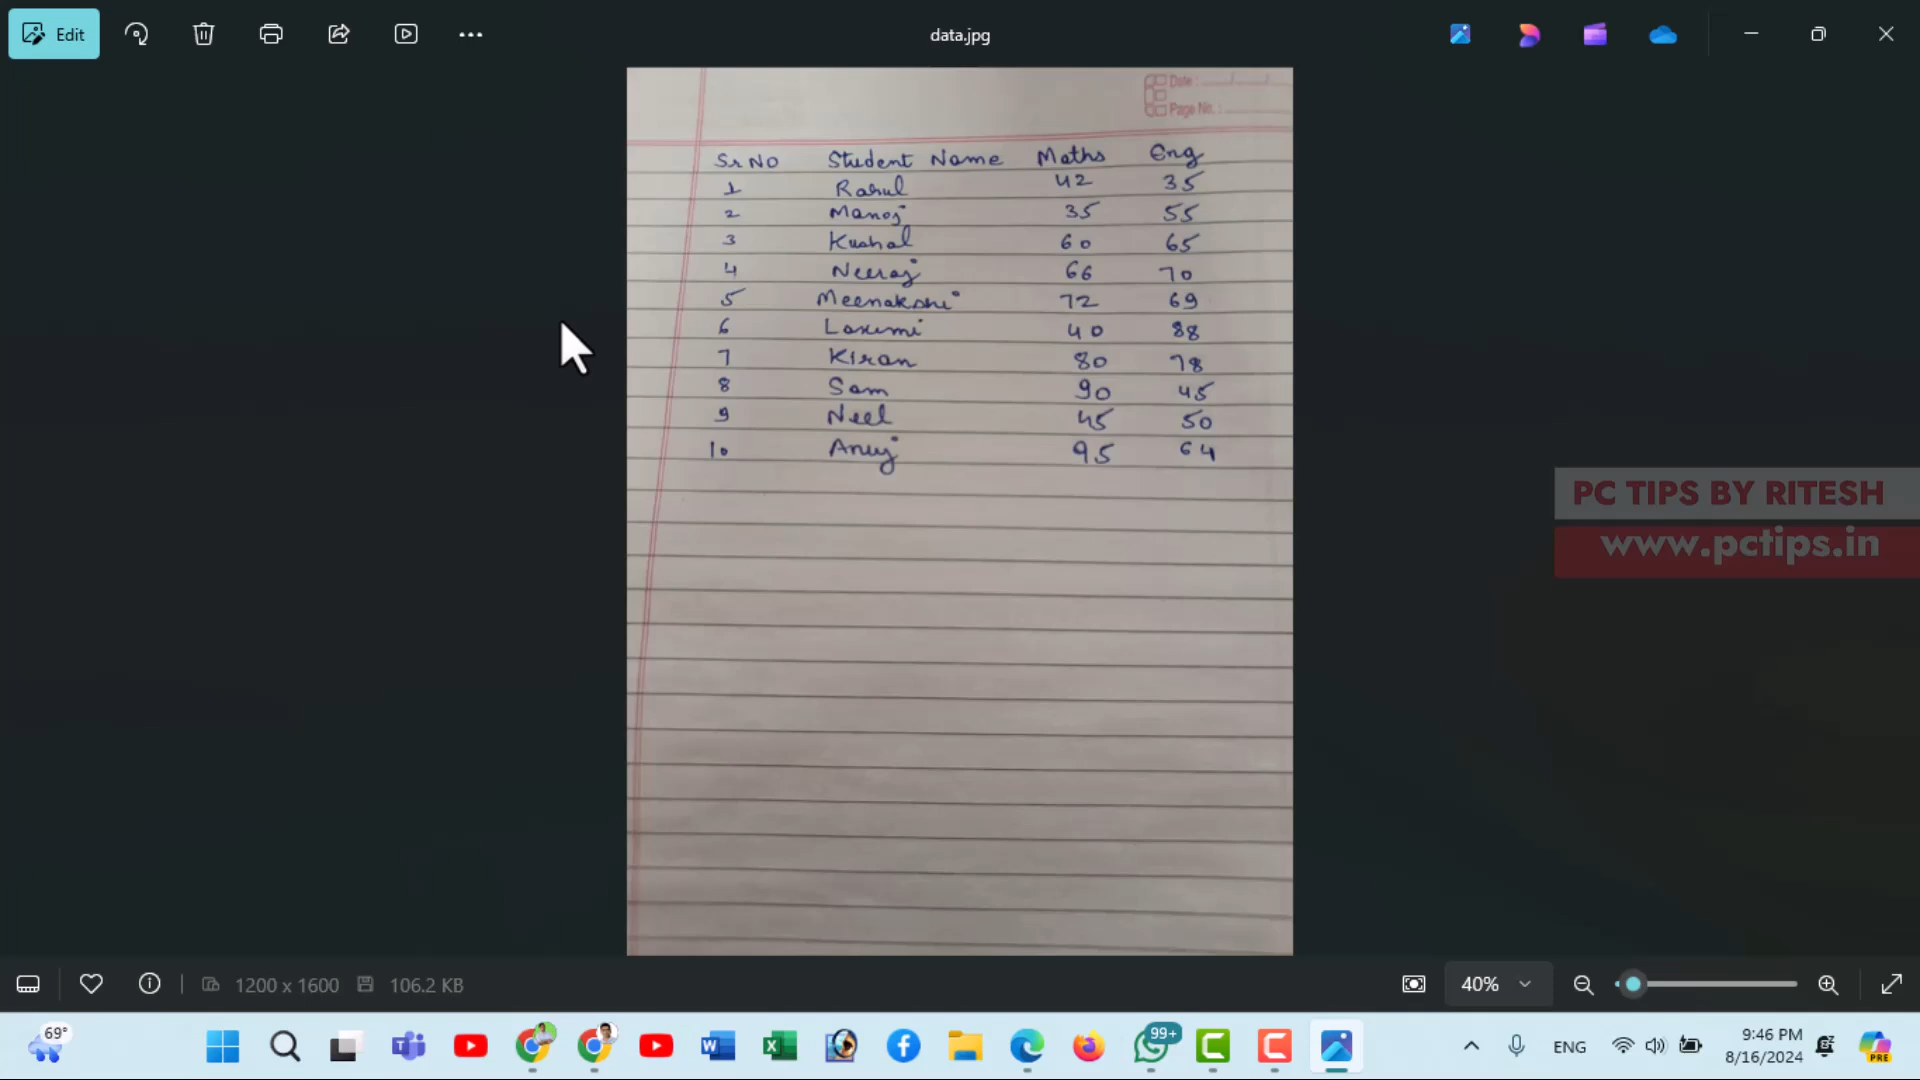 Edit
data.jpg
Date : ....../....../......
Page No. : ............
Sr NO Student Name Maths Eng
1 Rahul 42 35
2 Manoj 35 55
3 Kushal 60 65
4 Neeraj 66 70
5 Meenakshi 72 69
6 Laxumi 40 88
7 Kiran 80 78
8 Sam 90 45
9 Neel 45 50
10 Anuj 95 64
PC TIPS BY RITESH
www.pctips.in
1200 x 1600 106.2 KB
40%
69°
99+
ENG
9:46 PM
8/16/2024
PRE